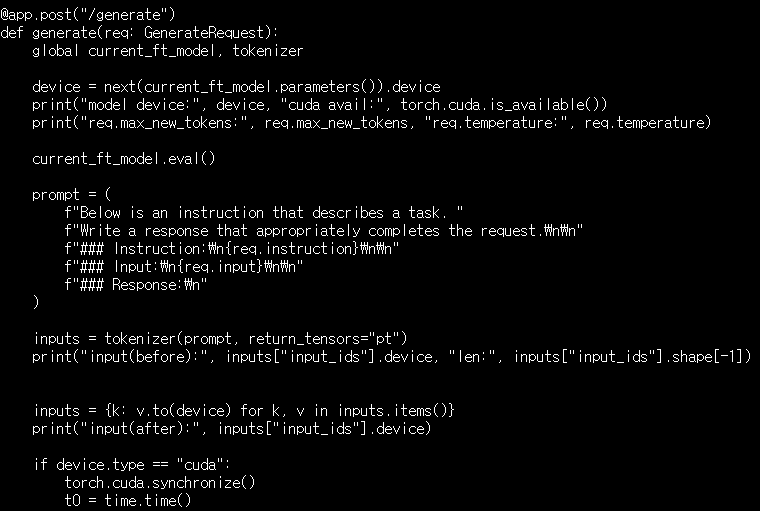 @app.post("/generate")
def generate(req: GenerateRequest):
    global current_ft_model, tokenizer

    device = next(current_ft_model.parameters()).device
    print("model device:", device, "cuda avail:", torch.cuda.is_available())
    print("req.max_new_tokens:", req.max_new_tokens, "req.temperature:", req.temperature)

    current_ft_model.eval()

    prompt = (
        f"Below is an instruction that describes a task. "
        f"Write a response that appropriately completes the request.₩n₩n"
        f"### Instruction:₩n{req.instruction}₩n₩n"
        f"### Input:₩n{req.input}₩n₩n"
        f"### Response:₩n"
    )

    inputs = tokenizer(prompt, return_tensors="pt")
    print("input(before):", inputs["input_ids"].device, "len:", inputs["input_ids"].shape[-1])


    inputs = {k: v.to(device) for k, v in inputs.items()}
    print("input(after):", inputs["input_ids"].device)

    if device.type == "cuda":
        torch.cuda.synchronize()
        t0 = time.time()